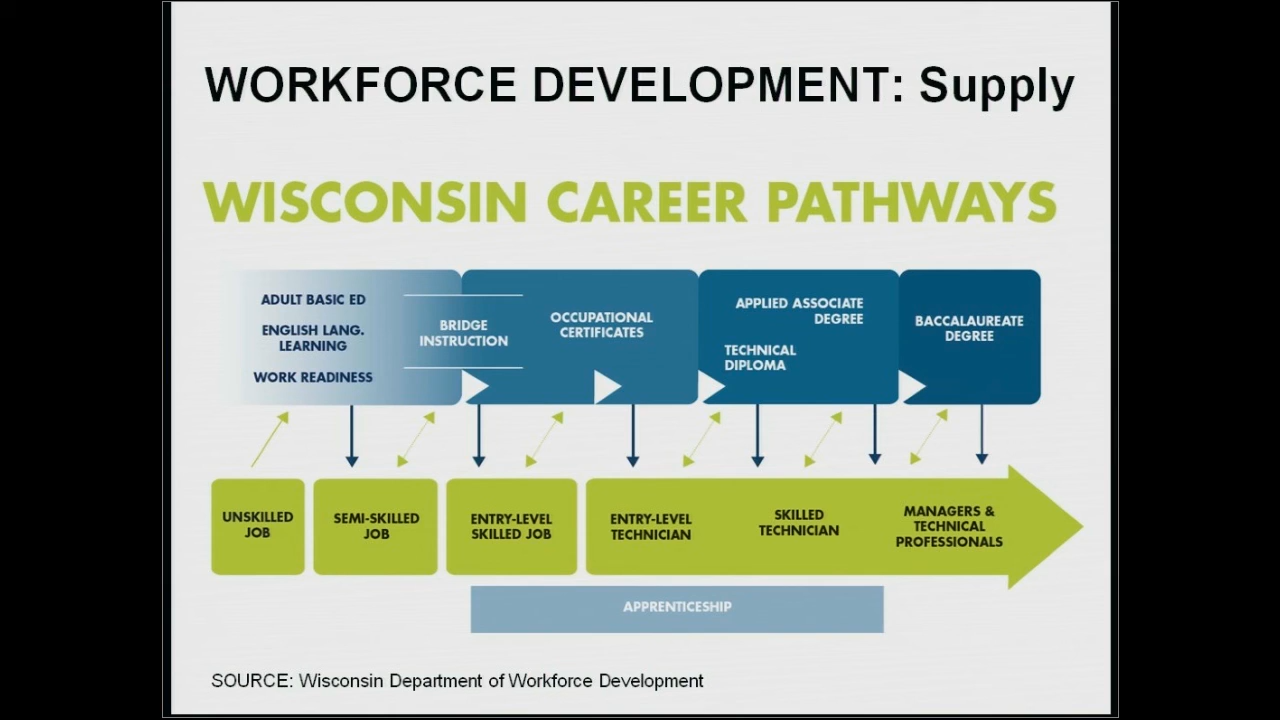 WORKFORCE DEVELOPMENT: Supply
WISCONSIN CAREER PATHWAYS
ADULT BASIC ED
ENGLISH LANG.
LEARNING
WORK READINESS
BRIDGE
INSTRUCTION
OCCUPATIONAL
CERTIFICATES
APPLIED ASSOCIATE
DEGREE
TECHNICAL
DIPLOMA
BACCALAUREATE
DEGREE
UNSKILLED
JOB
SEMI-SKILLED
JOB
ENTRY-LEVEL
SKILLED JOB
ENTRY-LEVEL
TECHNICIAN
SKILLED
TECHNICIAN
MANAGERS &
TECHNICAL
PROFESSIONALS
APPRENTICESHIP
SOURCE: Wisconsin Department of Workforce Development